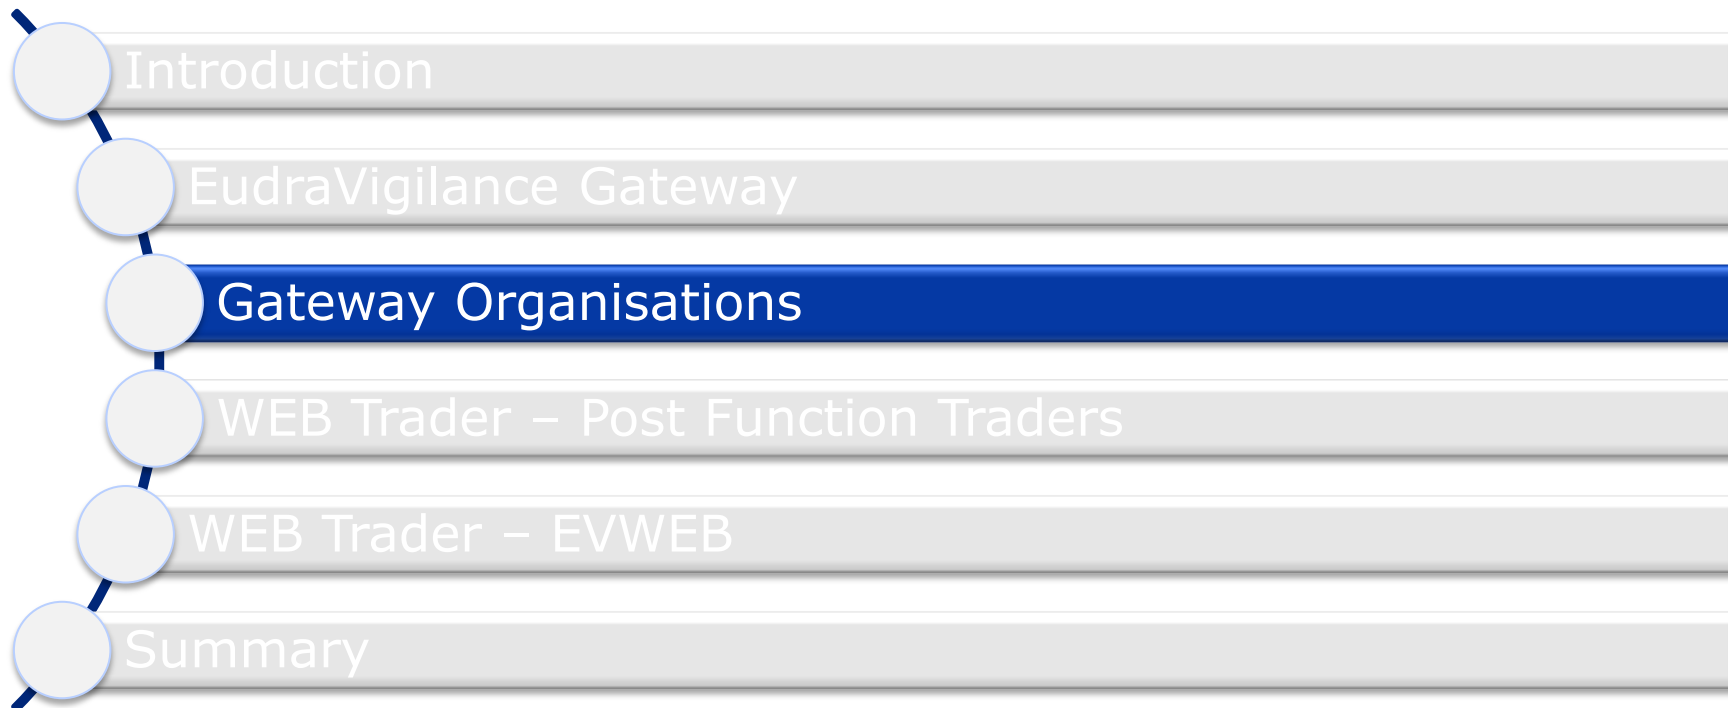 Introduction
EudraVigilance Gateway
Gateway Organisations
WEB Trader – Post Function Traders
WEB Trader – EVWEB
Summary